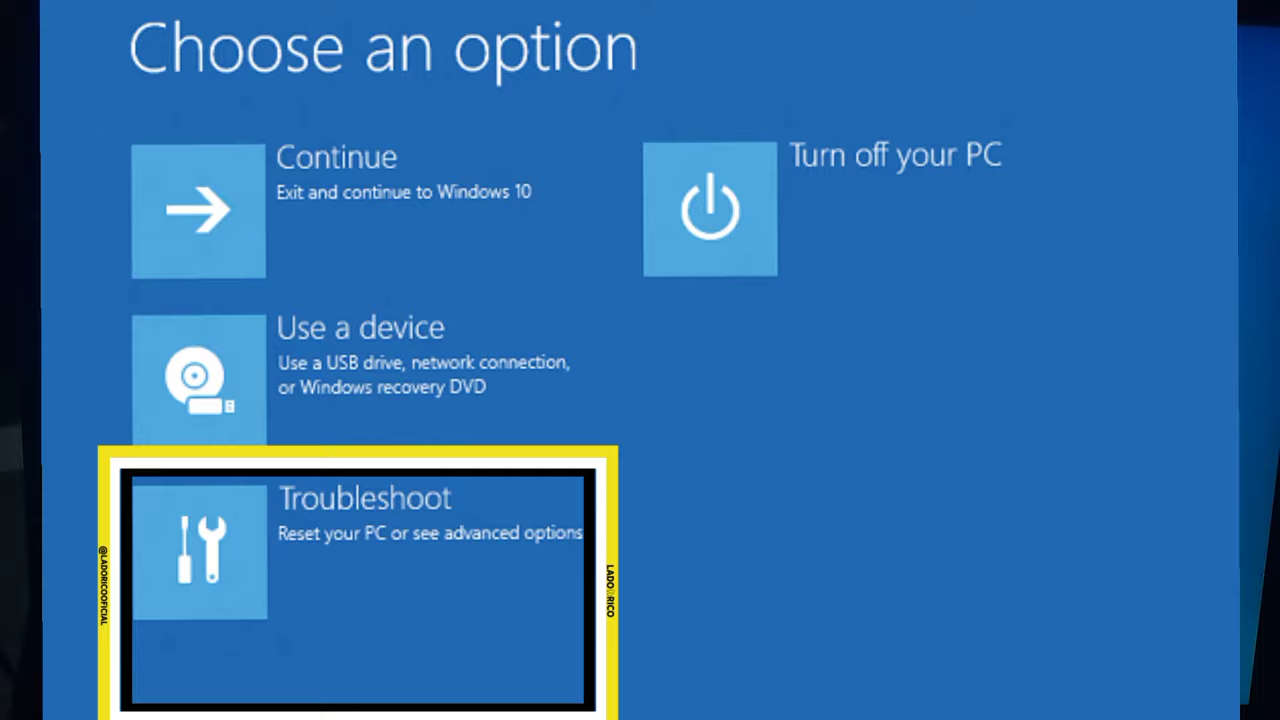 Choose an option
Continue
Exit and continue to Windows 10
Turn off your PC
Use a device
Use a USB drive, network connection,
or Windows recovery DVD
Troubleshoot
Reset your PC or see advanced options
@LADORICOOFICIAL
LADO RICO